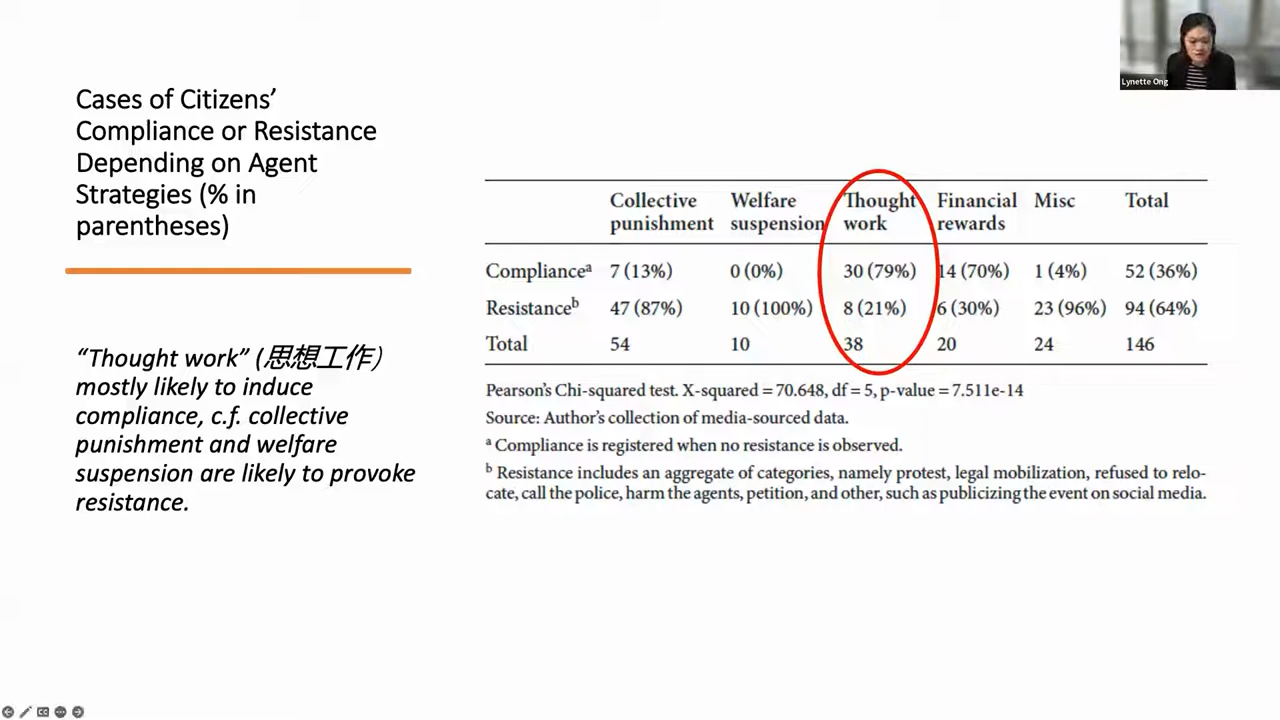 Lynette Ong
Cases of Citizens’
Compliance or Resistance
Depending on Agent
Strategies (% in
parentheses)
“Thought work” (思想工作)
mostly likely to induce
compliance, c.f. collective
punishment and welfare
suspension are likely to provoke
resistance.
Collective punishment Welfare suspension Thought work Financial rewards Misc Total
Complianceᵃ 7 (13%) 0 (0%) 30 (79%) 14 (70%) 1 (4%) 52 (36%)
Resistanceᵇ 47 (87%) 10 (100%) 8 (21%) 6 (30%) 23 (96%) 94 (64%)
Total 54 10 38 20 24 146
Pearson’s Chi-squared test. X-squared = 70.648, df = 5, p-value = 7.511e-14
Source: Author’s collection of media-sourced data.
ᵃ Compliance is registered when no resistance is observed.
ᵇ Resistance includes an aggregate of categories, namely protest, legal mobilization, refused to relo-
cate, call the police, harm the agents, petition, and other, such as publicizing the event on social media.